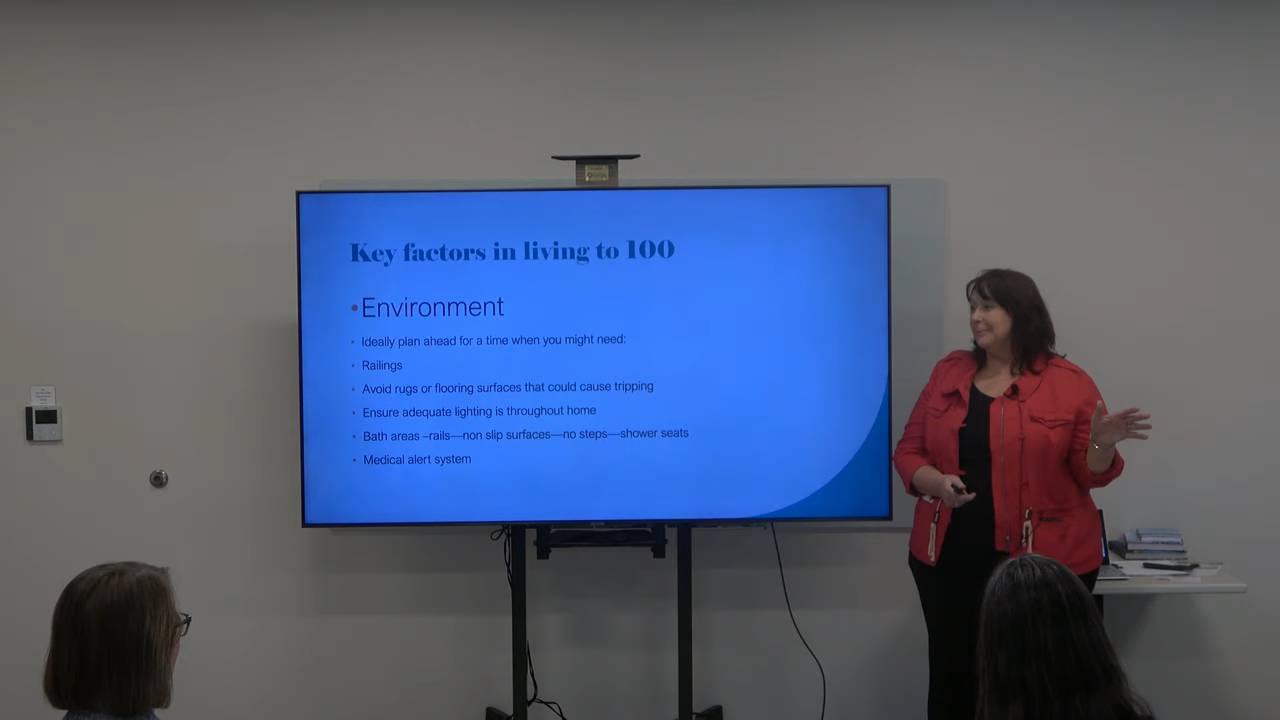 Key factors in living to 100
•Environment
• Ideally plan ahead for a time when you might need:
• Railings
• Avoid rugs or flooring surfaces that could cause tripping
• Ensure adequate lighting is throughout home
• Bath areas –rails—non slip surfaces—no steps—shower seats
• Medical alert system